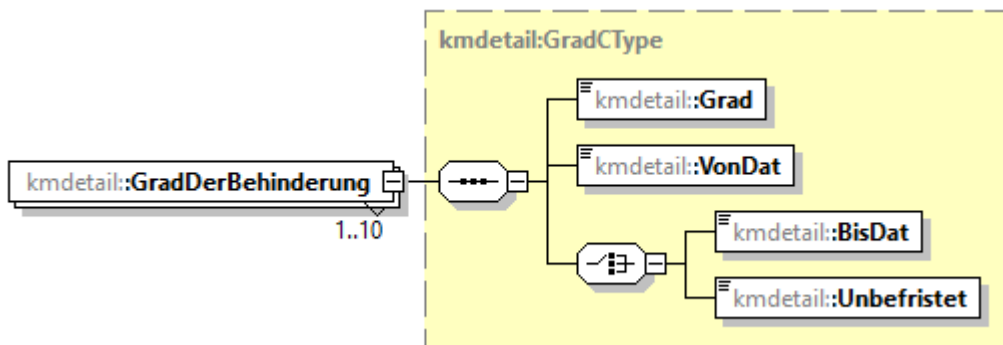 kmdetail:GradCType
kmdetail::Grad
kmdetail::VonDat
kmdetail::GradDerBehinderung
1..10
kmdetail::BisDat
kmdetail::Unbefristet